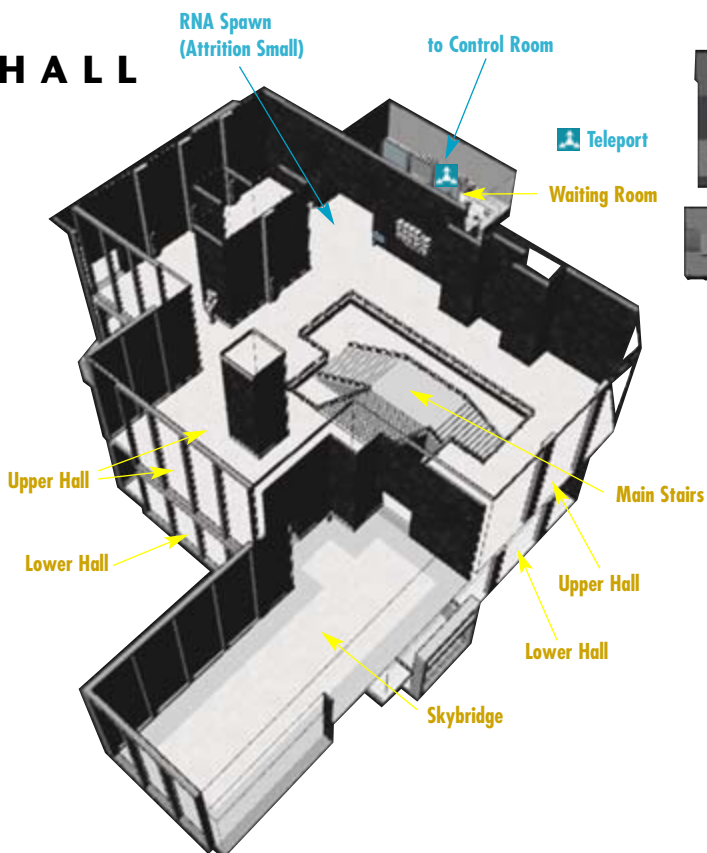 HALL
RNA Spawn
(Attrition Small)
to Control Room
Teleport
Waiting Room
Upper Hall
Main Stairs
Lower Hall
Upper Hall
Lower Hall
Skybridge